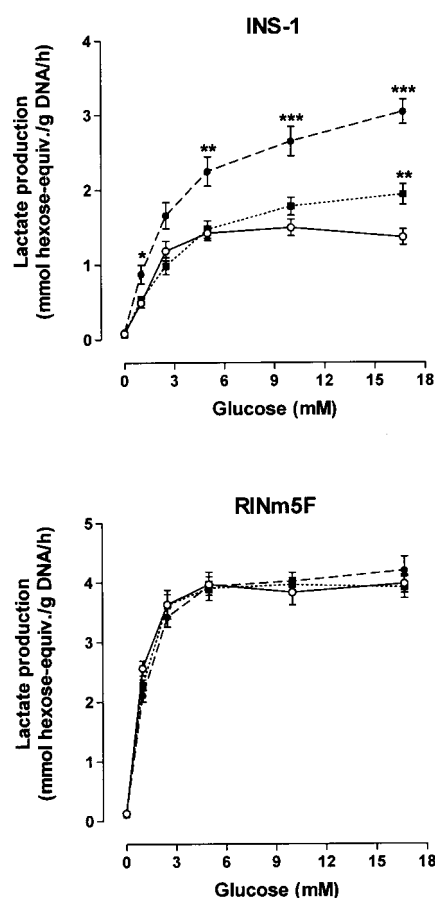 INS-1
Lactate production
(mmol hexose-equiv./g DNA/h)
4
3
2
1
0
*
**
***
***
**
0 3 6 9 12 15 18
Glucose (mM)
RINm5F
Lactate production
(mmol hexose-equiv./g DNA/h)
5
4
3
2
1
0
0 3 6 9 12 15 18
Glucose (mM)